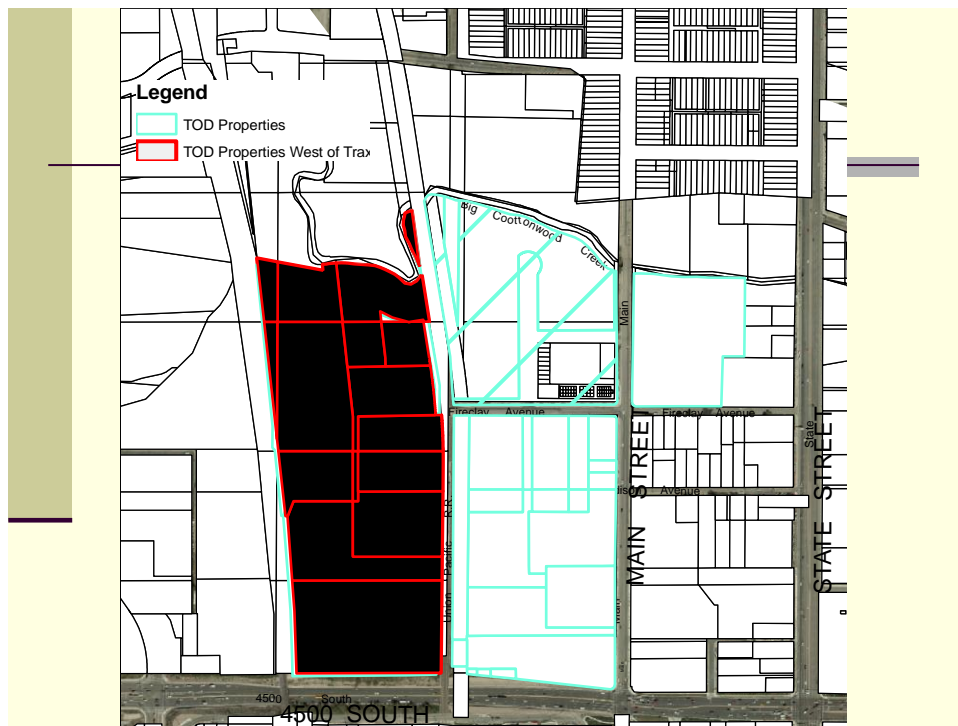 Legend
TOD Properties
TOD Properties West of Trax
Big Coottonwood Creek
Main
Fireclay Avenue
Fireclay Avenue
State
STATE STREET
MAIN STREET
Avenue
Union Pacific R.R.
Main
4500 South
4500 SOUTH